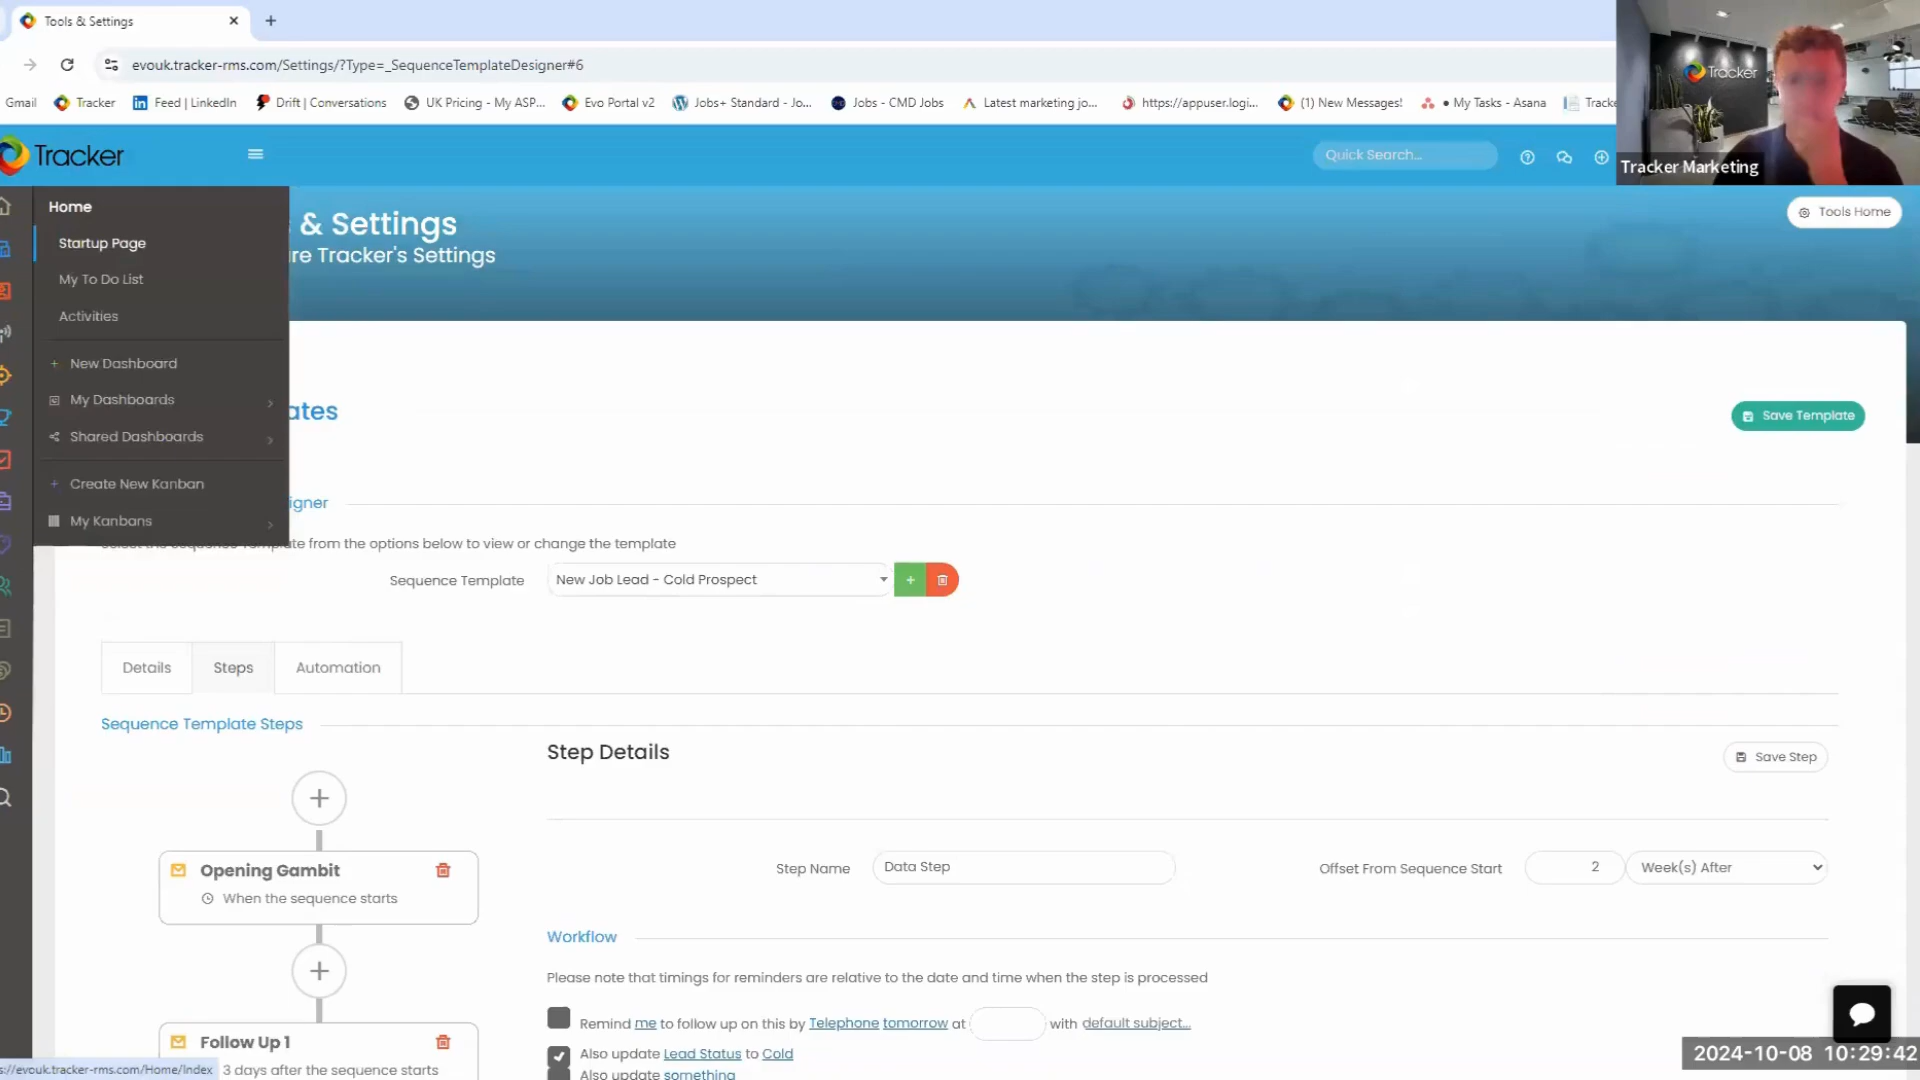 Tools & Settings
evouk.tracker-rms.com/Settings/?Type=_SequenceTemplateDesigner#6
Gmail
Tracker
Feed | LinkedIn
Drift | Conversations
UK Pricing - My ASP...
Evo Portal v2
Jobs+ Standard - Jo...
Jobs - CMD Jobs
Latest marketing jo...
https://appuser.logi...
(1) New Messages!
• My Tasks - Asana
Tracke
Tracker
Tracker Marketing
Tracker
Quick Search...
Home
Startup Page
My To Do List
Activities
+ New Dashboard
My Dashboards
Shared Dashboards
+ Create New Kanban
My Kanbans
& Settings
re Tracker's Settings
Tools Home
ates
Save Template
igner
from the options below to view or change the template
Sequence Template
New Job Lead - Cold Prospect
Details
Steps
Automation
Sequence Template Steps
Step Details
Save Step
Opening Gambit
When the sequence starts
Step Name
Data Step
Offset From Sequence Start
2
Week(s) After
Workflow
Please note that timings for reminders are relative to the date and time when the step is processed
Follow Up 1
3 days after the sequence starts
Remind me to follow up on this by Telephone tomorrow at with default subject...
Also update Lead Status to Cold
Also update something
s://evouk.tracker-rms.com/Home/Index
2024-10-08 10:29:42